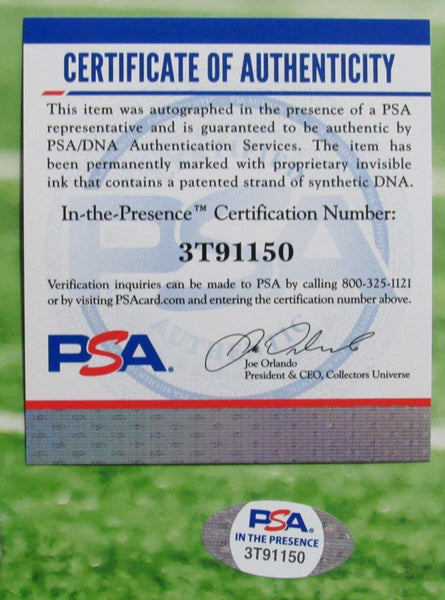 CERTIFICATE OF AUTHENTICITY
This item was autographed in the presence of a PSA
representative and is guaranteed to be authentic by
PSA/DNA Authentication Services. The item has
been permanently marked with proprietary invisible
ink that contains a patented strand of synthetic DNA.
In-the-Presence™ Certification Number:
3T91150
Verification inquiries can be made to PSA by calling 800-325-1121
or by visiting PSAcard.com and entering the certification number above.
PSA.
Joe Orlando
President & CEO, Collectors Universe
PSA.
IN THE PRESENCE
3T91150